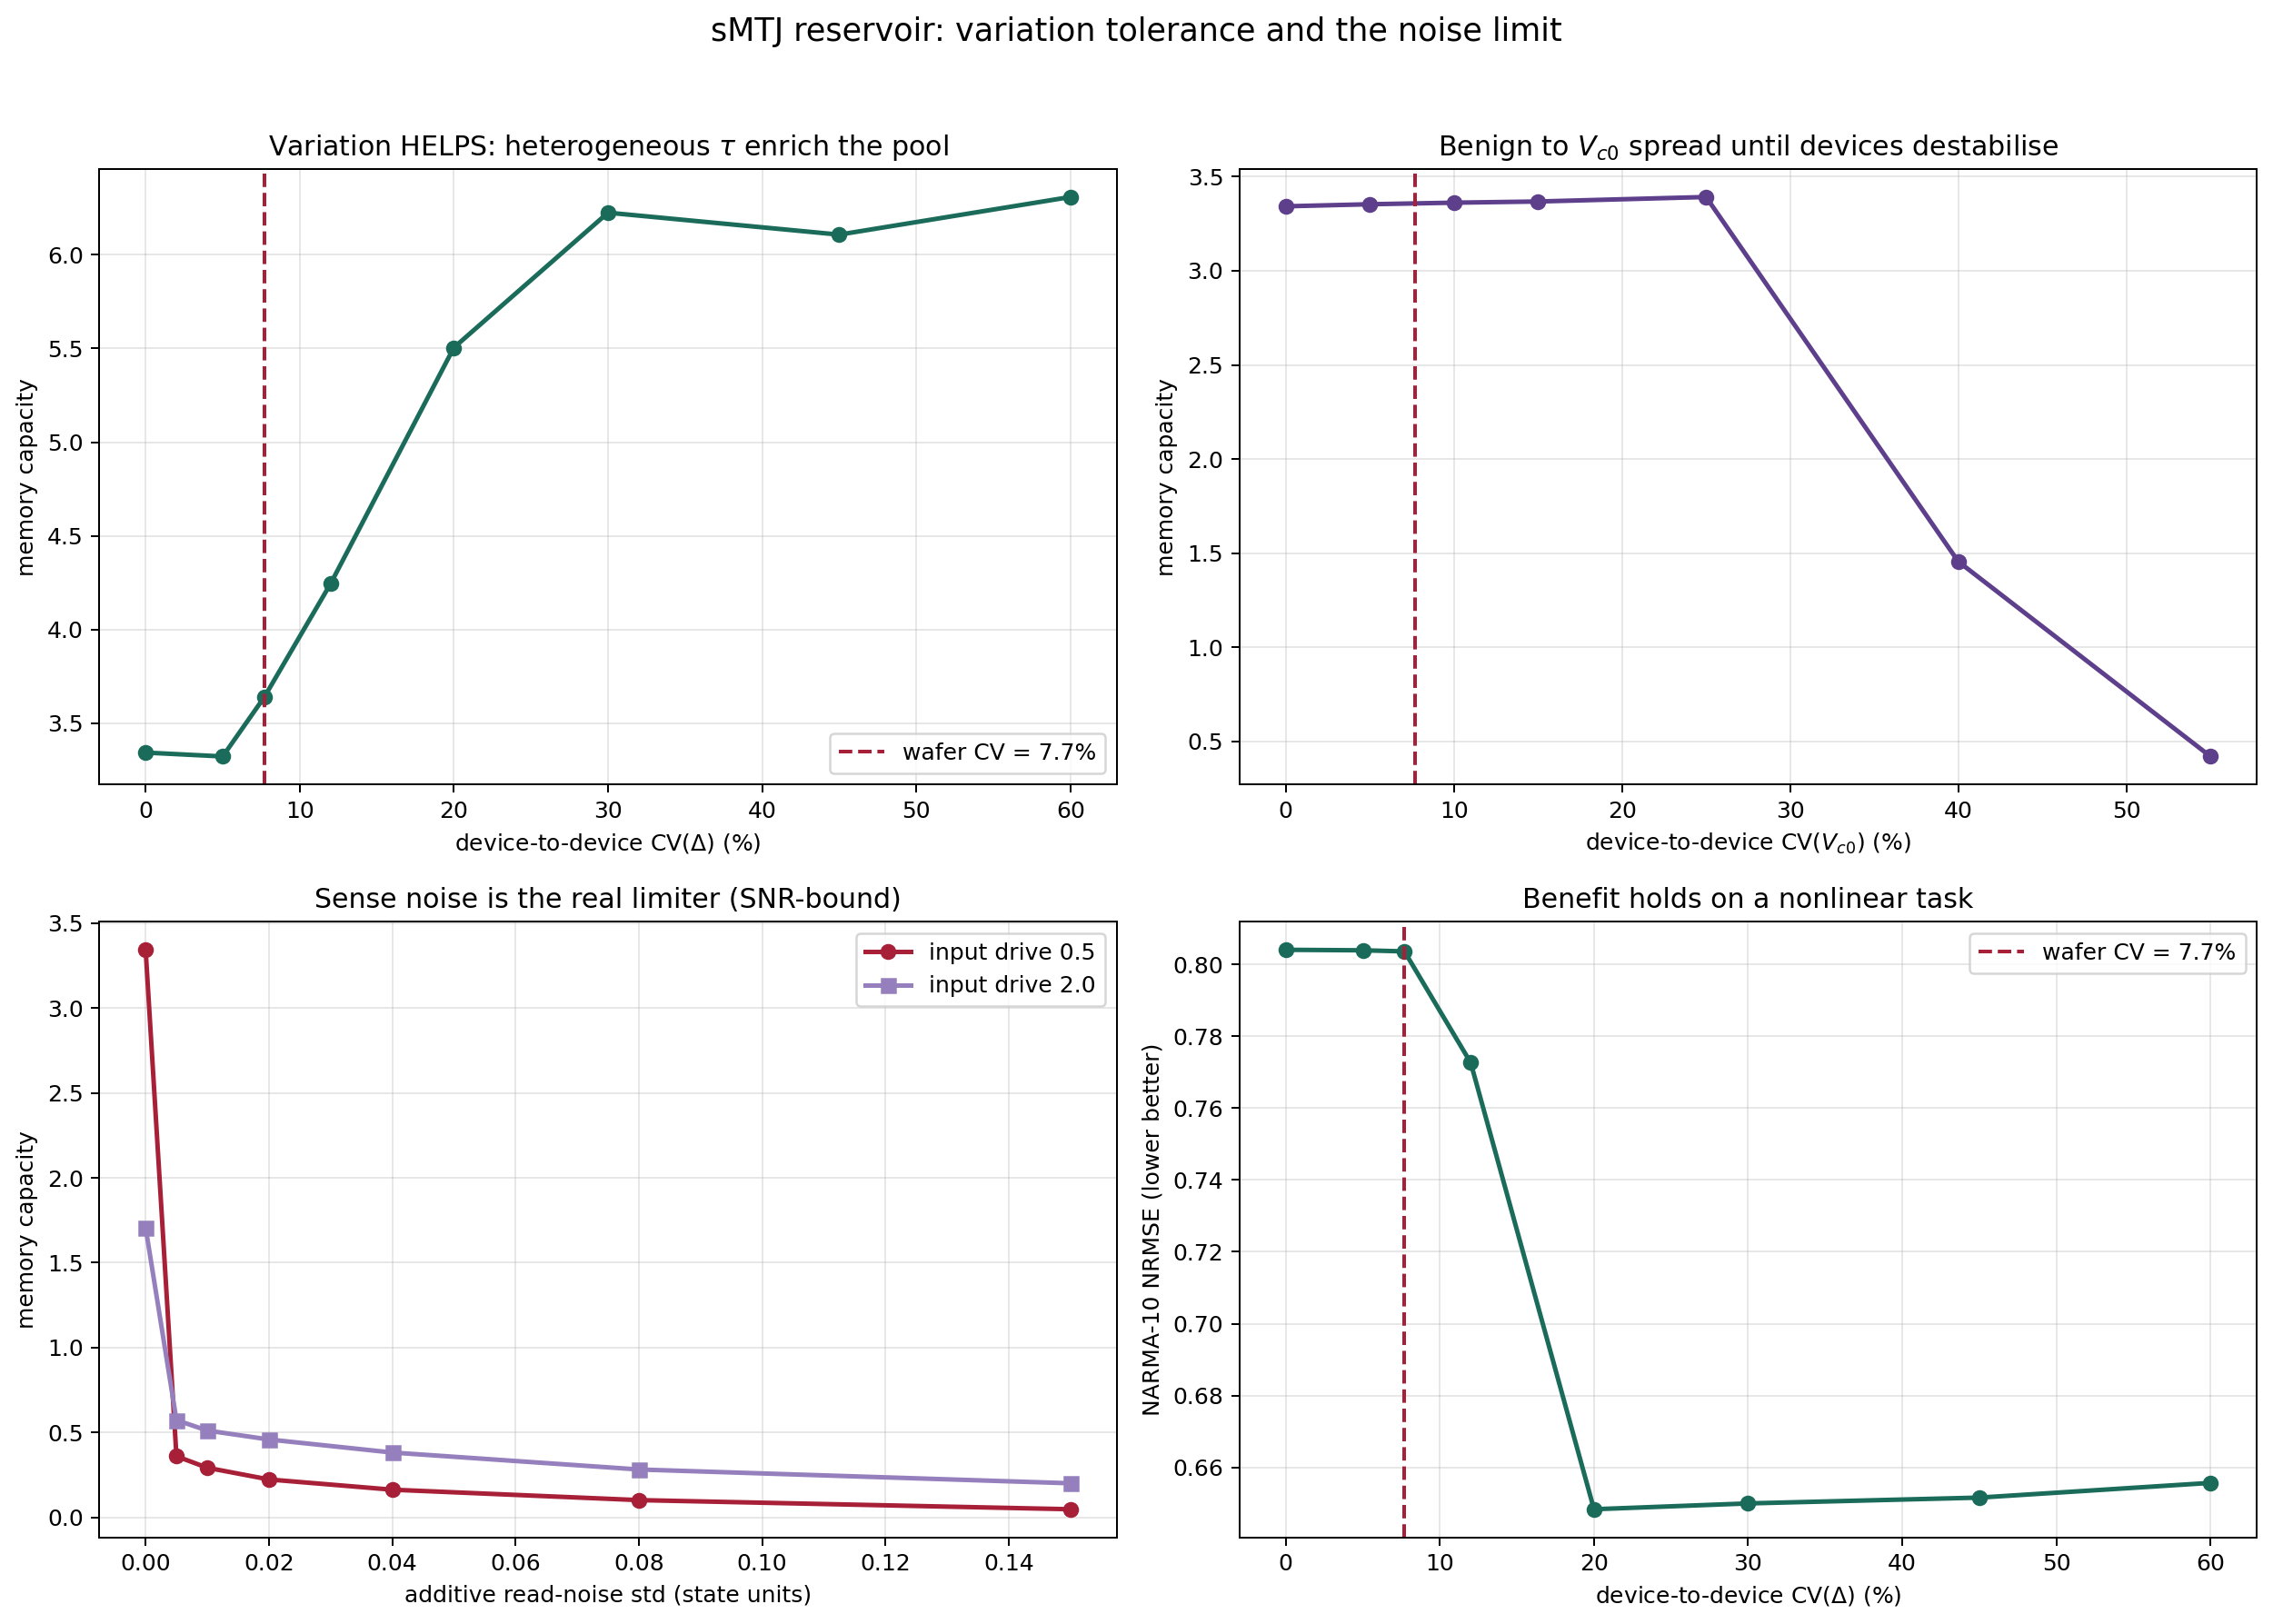 sMTJ reservoir: variation tolerance and the noise limit
Variation HELPS: heterogeneous τ enrich the pool
6.0
5.5
5.0
4.5
4.0
3.5
memory capacity
wafer CV = 7.7%
0 10 20 30 40 50 60
device-to-device CV(Δ) (%)
Benign to V_{c0} spread until devices destabilise
3.5
3.0
2.5
2.0
1.5
1.0
0.5
memory capacity
0 10 20 30 40 50
device-to-device CV(V_{c0}) (%)
Sense noise is the real limiter (SNR-bound)
3.5
3.0
2.5
2.0
1.5
1.0
0.5
0.0
memory capacity
input drive 0.5
input drive 2.0
0.00 0.02 0.04 0.06 0.08 0.10 0.12 0.14
additive read-noise std (state units)
Benefit holds on a nonlinear task
0.80
0.78
0.76
0.74
0.72
0.70
0.68
0.66
NARMA-10 NRMSE (lower better)
wafer CV = 7.7%
0 10 20 30 40 50 60
device-to-device CV(Δ) (%)